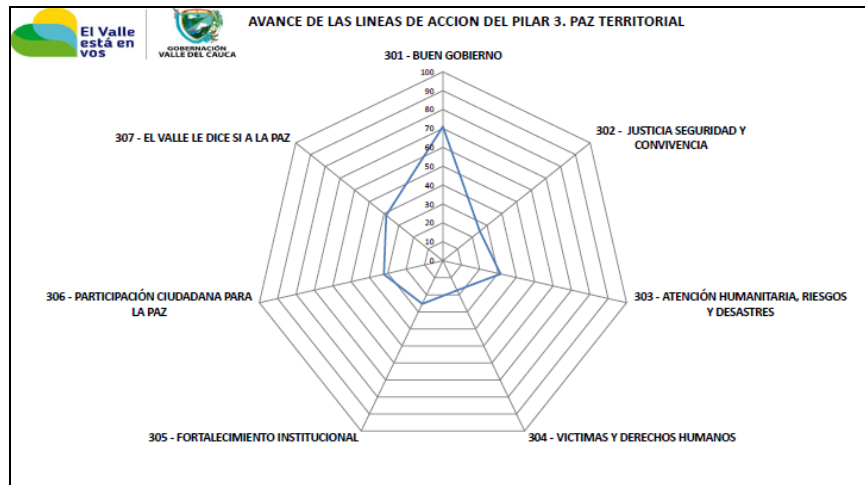 El Valle
está en
vos
GOBERNACIÓN
VALLE DEL CAUCA
AVANCE DE LAS LINEAS DE ACCION DEL PILAR 3. PAZ TERRITORIAL
301 - BUEN GOBIERNO
100
90
80
70
60
50
40
30
20
10
0
302 - JUSTICIA SEGURIDAD Y
CONVIVENCIA
303 - ATENCIÓN HUMANITARIA, RIESGOS
Y DESASTRES
304 - VICTIMAS Y DERECHOS HUMANOS
305 - FORTALECIMIENTO INSTITUCIONAL
306 - PARTICIPACIÓN CIUDADANA PARA
LA PAZ
307 - EL VALLE LE DICE SI A LA PAZ